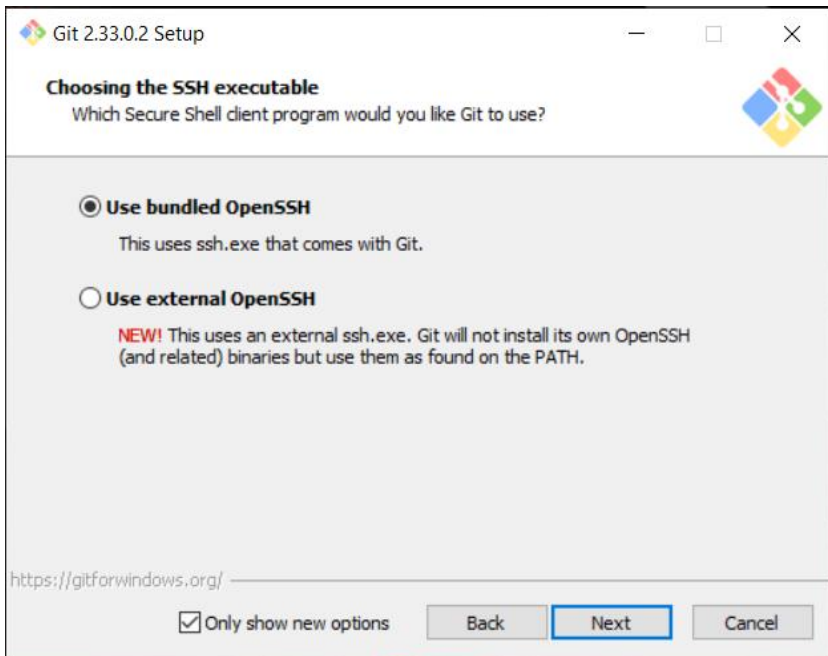 Git 2.33.0.2 Setup
Choosing the SSH executable
Which Secure Shell client program would you like Git to use?
Use bundled OpenSSH
This uses ssh.exe that comes with Git.
Use external OpenSSH
NEW! This uses an external ssh.exe. Git will not install its own OpenSSH
(and related) binaries but use them as found on the PATH.
https://gitforwindows.org/
Only show new options
Back
Next
Cancel